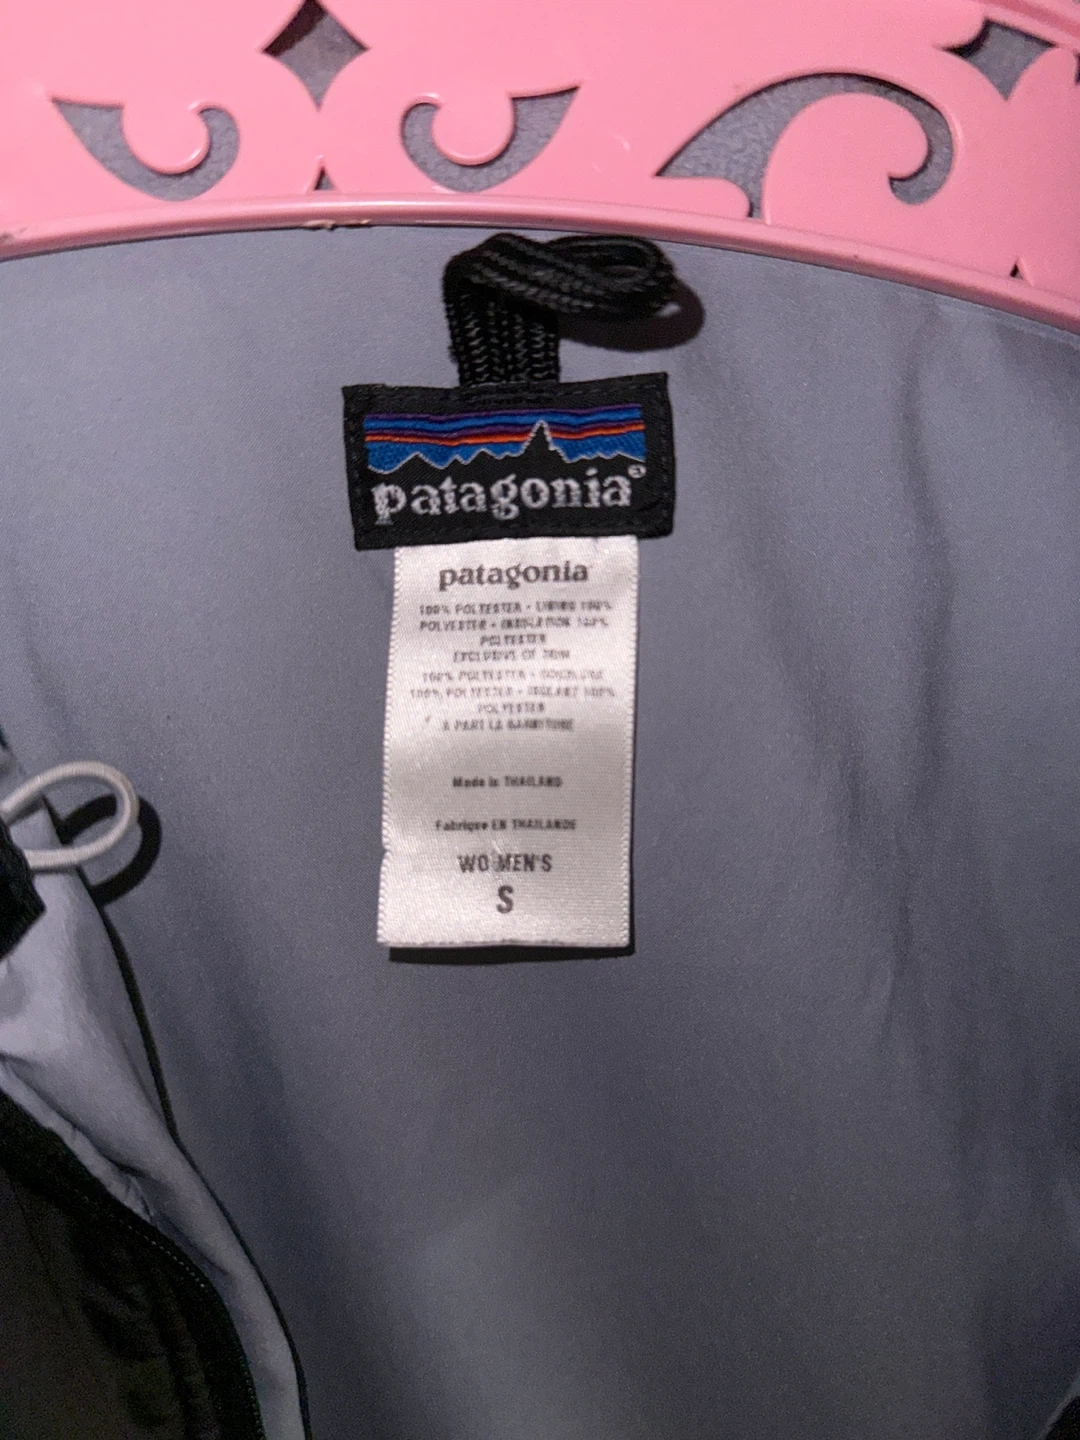 patagonia®
patagonia
100% POLYESTER • LINING 100%
POLYESTER • INSULATION 100%
POLYESTER
EXCLUSIVE OF TRIM
100% POLYESTER • DOUBLURE
100% POLYESTER • ISOLANT 100%
POLYESTER
À PART LA GARNITURE
Made in THAILAND
Fabrique EN THAILANDE
WOMEN'S
S